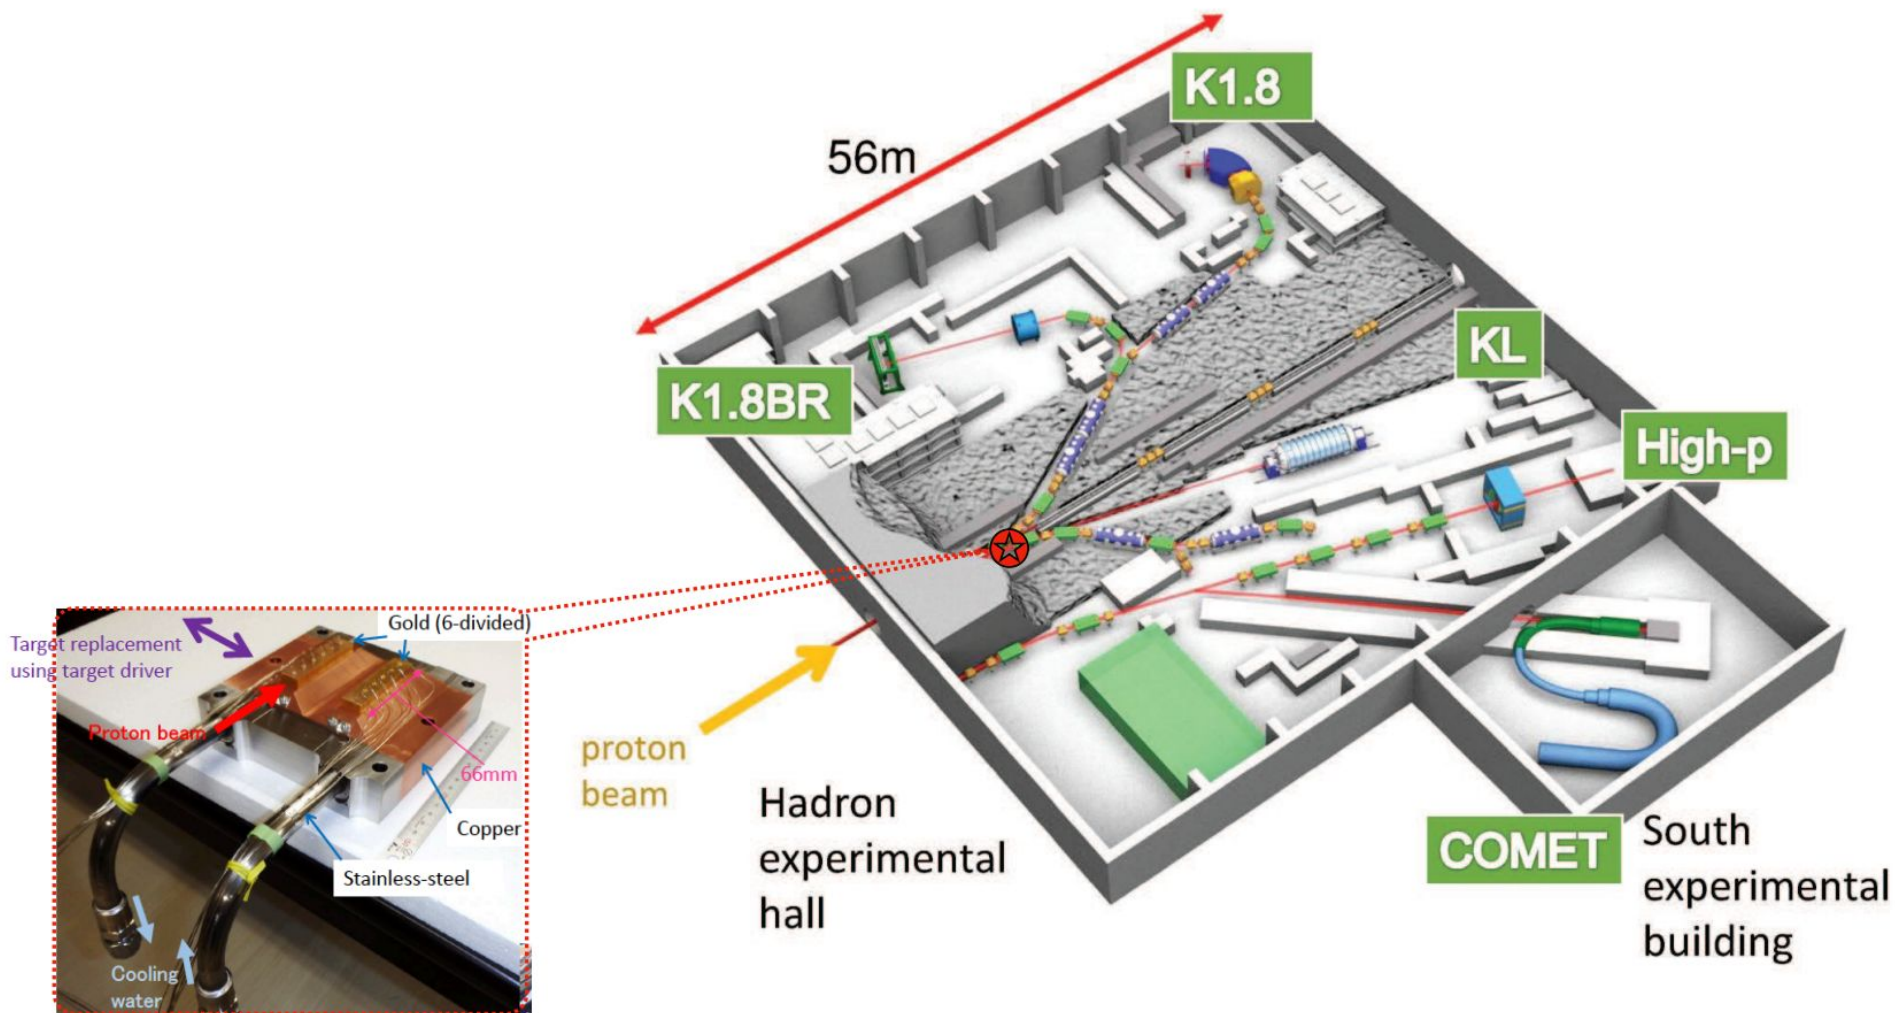 K1.8
56m
KL
K1.8BR
High-p
Gold (6-divided)
Target replacement
using target driver
Proton beam
66mm
Copper
Stainless-steel
Cooling
water
proton
beam
Hadron
experimental
hall
COMET
South
experimental
building